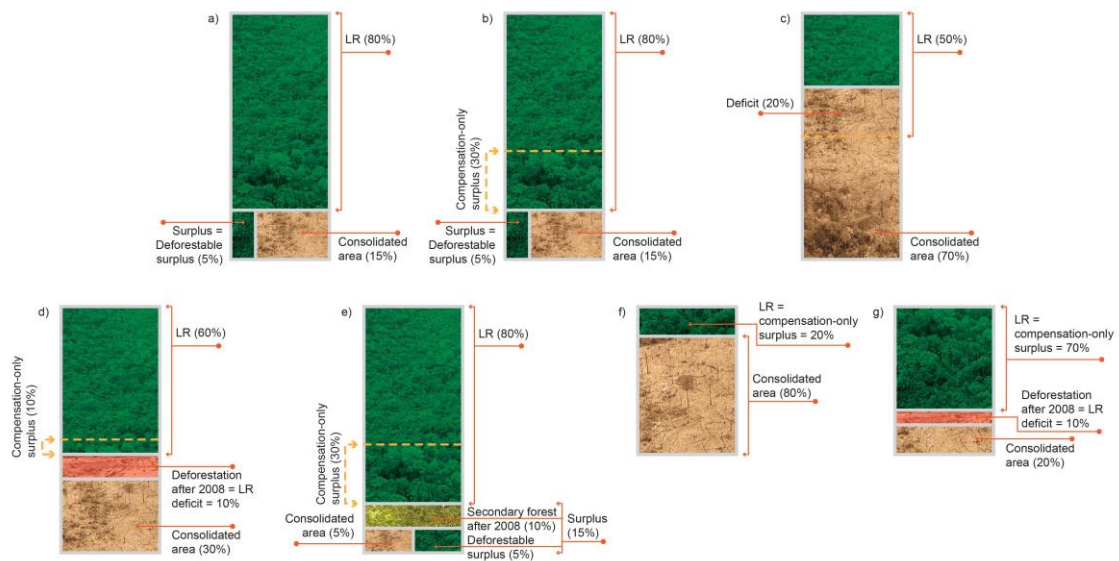 a)
LR (80%)
Surplus =
Deforestable
surplus (5%)
Consolidated
area (15%)
b)
LR (80%)
Compensation-only
surplus (30%)
Surplus =
Deforestable
surplus (5%)
Consolidated
area (15%)
c)
LR (50%)
Deficit (20%)
Consolidated
area (70%)
d)
LR (60%)
Compensation-only
surplus (10%)
Deforestation
after 2008 = LR
deficit = 10%
Consolidated
area (30%)
e)
LR (80%)
Compensation-only
surplus (30%)
Consolidated
area (5%)
Secondary forest
after 2008 (10%)
Deforestable
surplus (5%)
Surplus
(15%)
f)
LR =
compensation-only
surplus = 20%
Consolidated
area (80%)
g)
LR =
compensation-only
surplus = 70%
Deforestation
after 2008 = LR
deficit = 10%
Consolidated
area (20%)